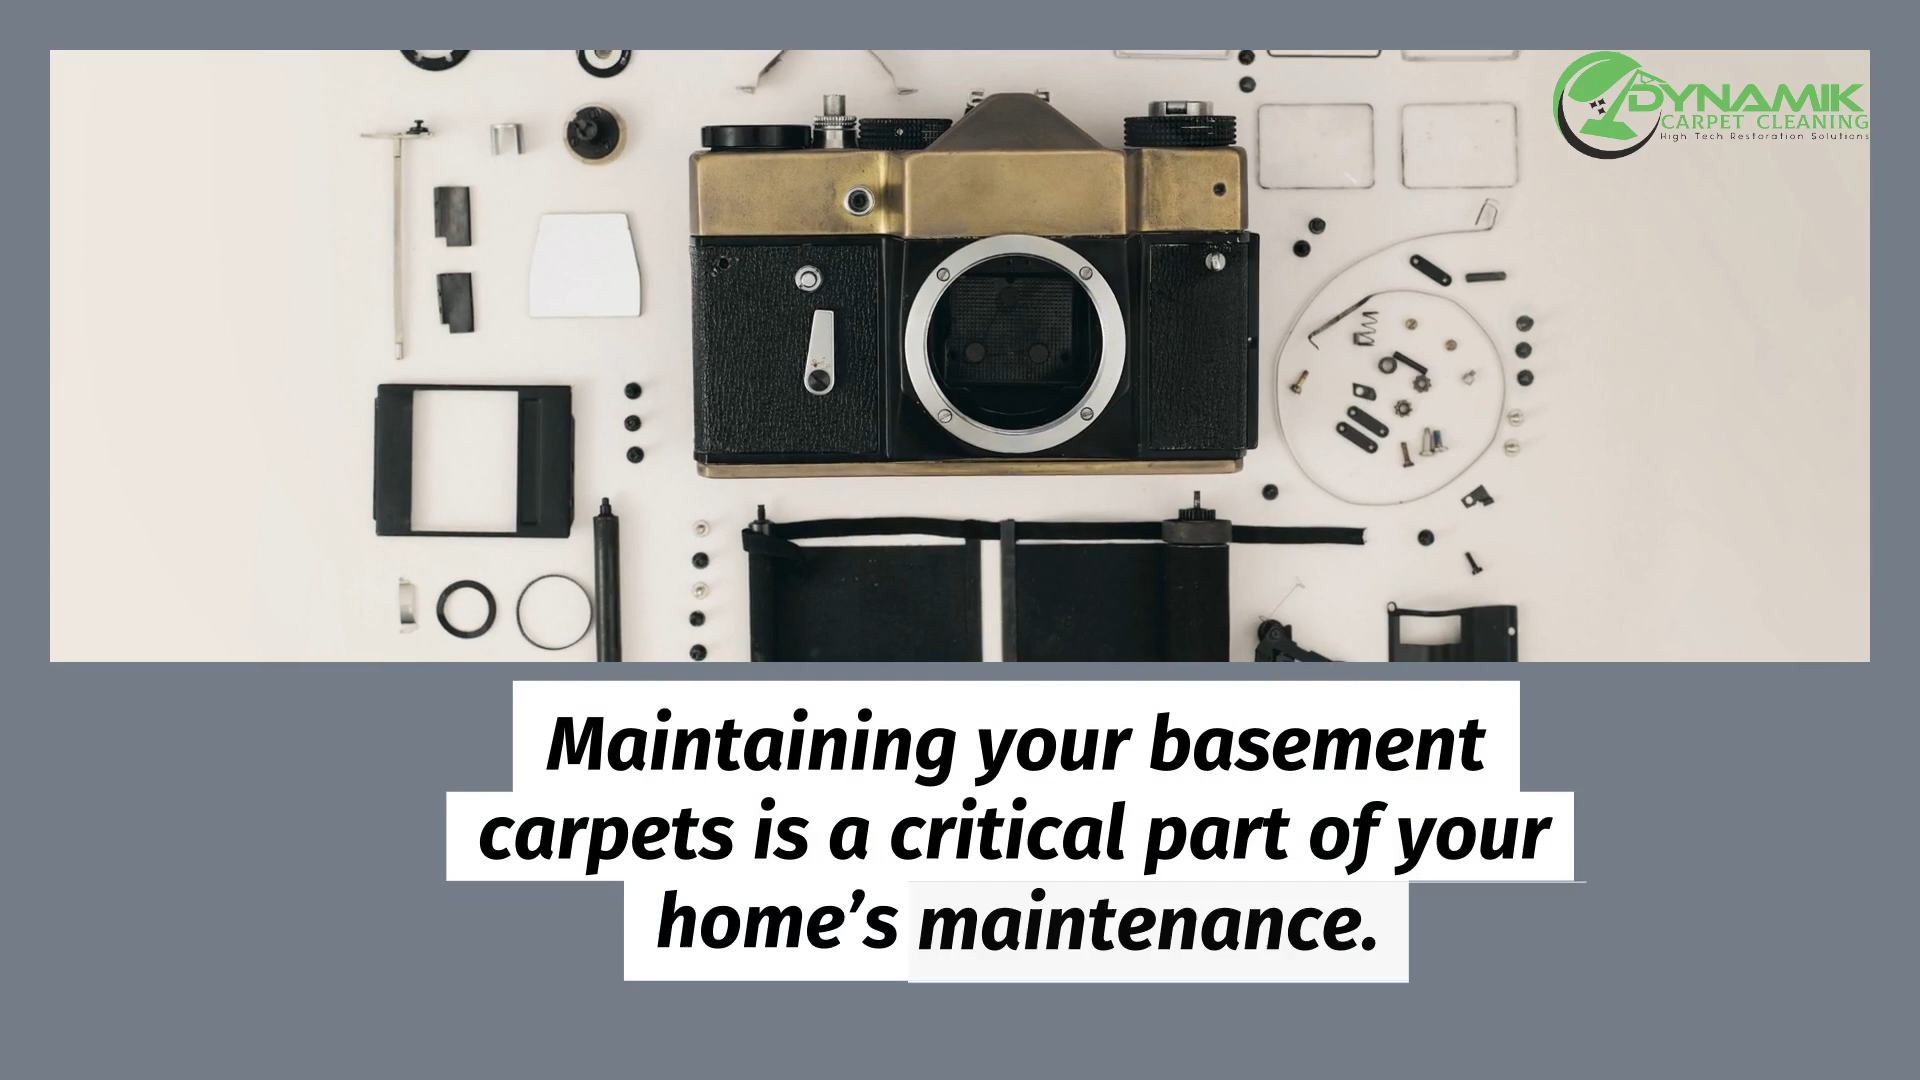 DYNAMIK
CARPET CLEANING
High Tech Restoration Solutions
Maintaining your basement
carpets is a critical part of your
home’s maintenance.